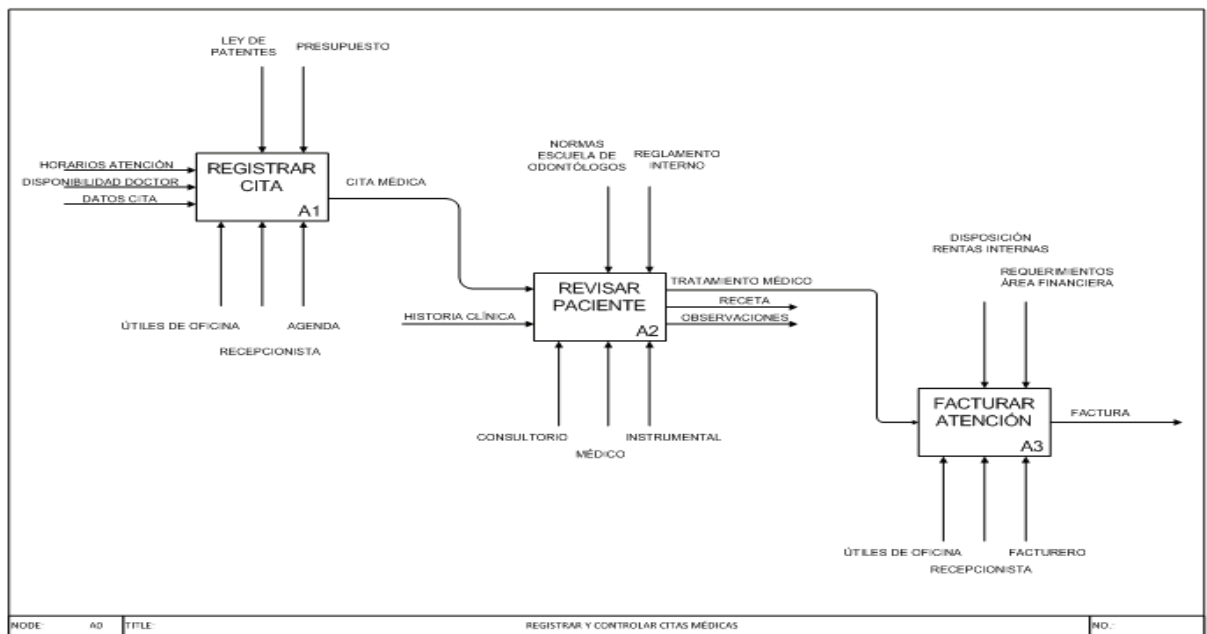 LEY DE
PATENTES
PRESUPUESTO
HORARIOS ATENCIÓN
DISPONIBILIDAD DOCTOR
DATOS CITA
REGISTRAR
CITA
A1
CITA MÉDICA
ÚTILES DE OFICINA
AGENDA
RECEPCIONISTA
NORMAS
ESCUELA DE
ODONTÓLOGOS
REGLAMENTO
INTERNO
HISTORIA CLÍNICA
REVISAR
PACIENTE
A2
TRATAMIENTO MÉDICO
RECETA
OBSERVACIONES
CONSULTORIO
INSTRUMENTAL
MÉDICO
DISPOSICIÓN
RENTAS INTERNAS
REQUERIMIENTOS
ÁREA FINANCIERA
FACTURAR
ATENCIÓN
A3
FACTURA
ÚTILES DE OFICINA
FACTURERO
RECEPCIONISTA
NODE: A0 TITLE: REGISTRAR Y CONTROLAR CITAS MÉDICAS NO.: